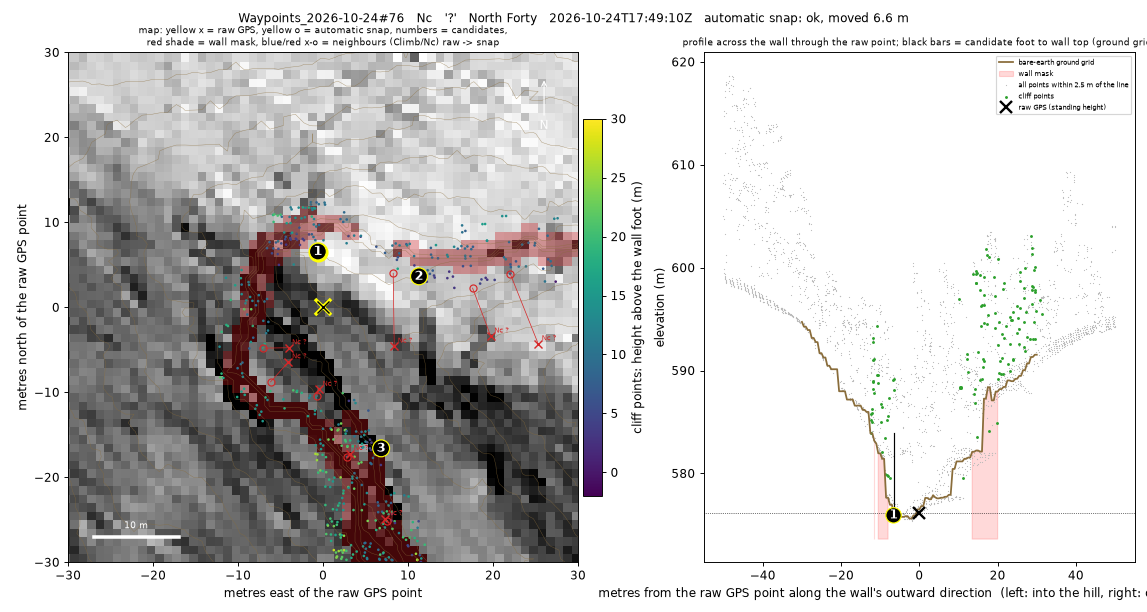 Waypoints_2026-10-24#76 Nc '?' North Forty 2026-10-24T17:49:10Z automatic snap: ok, moved 6.6 m
map: yellow x = raw GPS, yellow o = automatic snap, numbers = candidates,
red shade = wall mask, blue/red x-o = neighbours (Climb/Nc) raw -> snap
profile across the wall through the raw point; black bars = candidate foot to wall top (ground gri
30
20
10
0
−10
−20
−30
−30
−20
−10
0
10
20
30
metres north of the raw GPS point
metres east of the raw GPS point
10 m
N
1
2
3
Nc ?
Nc ?
Nc ?
Nc ?
Nc ?
30
25
20
15
10
5
0
cliff points: height above the wall foot (m)
620
610
600
590
580
elevation (m)
bare-earth ground grid
wall mask
all points within 2.5 m of the line
cliff points
raw GPS (standing height)
1
−40
−20
0
20
40
metres from the raw GPS point along the wall's outward direction (left: into the hill, right: